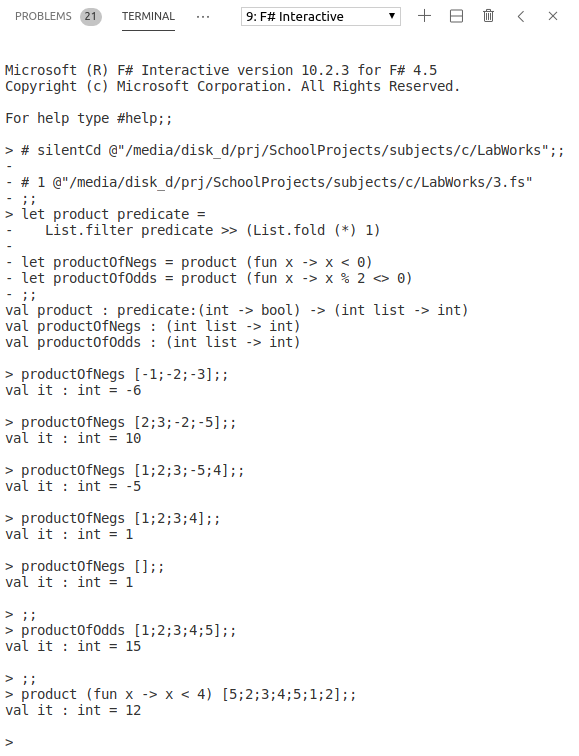 PROBLEMS 21 TERMINAL ··· 9: F# Interactive
Microsoft (R) F# Interactive version 10.2.3 for F# 4.5
Copyright (c) Microsoft Corporation. All Rights Reserved.
For help type #help;;
> # silentCd @"/media/disk_d/prj/SchoolProjects/subjects/c/LabWorks";;
-
- # 1 @"/media/disk_d/prj/SchoolProjects/subjects/c/LabWorks/3.fs"
- ;;
> let product predicate =
-    List.filter predicate >> (List.fold (*) 1)
-
- let productOfNegs = product (fun x -> x < 0)
- let productOfOdds = product (fun x -> x % 2 <> 0)
- ;;
val product : predicate:(int -> bool) -> (int list -> int)
val productOfNegs : (int list -> int)
val productOfOdds : (int list -> int)
> productOfNegs [-1;-2;-3];;
val it : int = -6
> productOfNegs [2;3;-2;-5];;
val it : int = 10
> productOfNegs [1;2;3;-5;4];;
val it : int = -5
> productOfNegs [1;2;3;4];;
val it : int = 1
> productOfNegs [];;
val it : int = 1
> ;;
> productOfOdds [1;2;3;4;5];;
val it : int = 15
> ;;
> product (fun x -> x < 4) [5;2;3;4;5;1;2];;
val it : int = 12
>